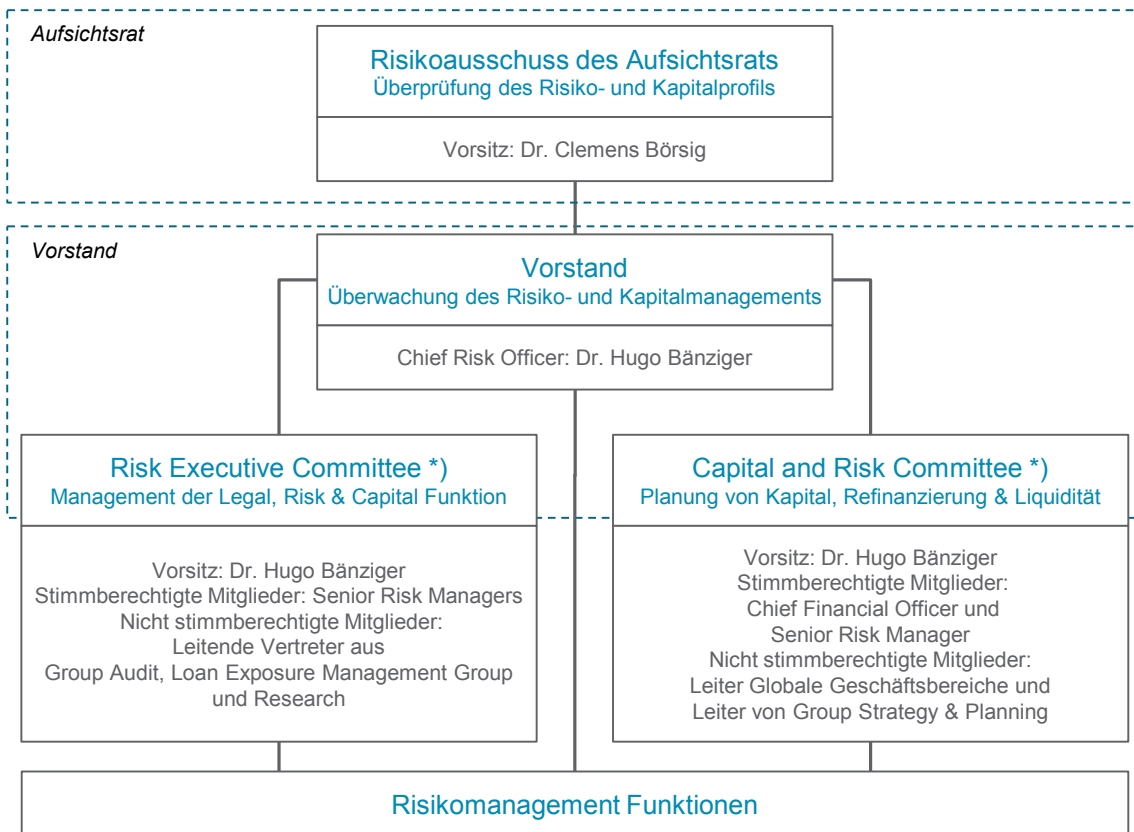 Aufsichtsrat
Risikoausschuss des Aufsichtsrats
Überprüfung des Risiko- und Kapitalprofils
Vorsitz: Dr. Clemens Börsig
Vorstand
Vorstand
Überwachung des Risiko- und Kapitalmanagements
Chief Risk Officer: Dr. Hugo Bänziger
Risk Executive Committee *)
Management der Legal, Risk & Capital Funktion
Vorsitz: Dr. Hugo Bänziger
Stimmberechtigte Mitglieder: Senior Risk Managers
Nicht stimmberechtigte Mitglieder:
Leitende Vertreter aus
Group Audit, Loan Exposure Management Group
und Research
Capital and Risk Committee *)
Planung von Kapital, Refinanzierung & Liquidität
Vorsitz: Dr. Hugo Bänziger
Stimmberechtigte Mitglieder:
Chief Financial Officer und
Senior Risk Manager
Nicht stimmberechtigte Mitglieder:
Leiter Globale Geschäftsbereiche und
Leiter von Group Strategy & Planning
Risikomanagement Funktionen